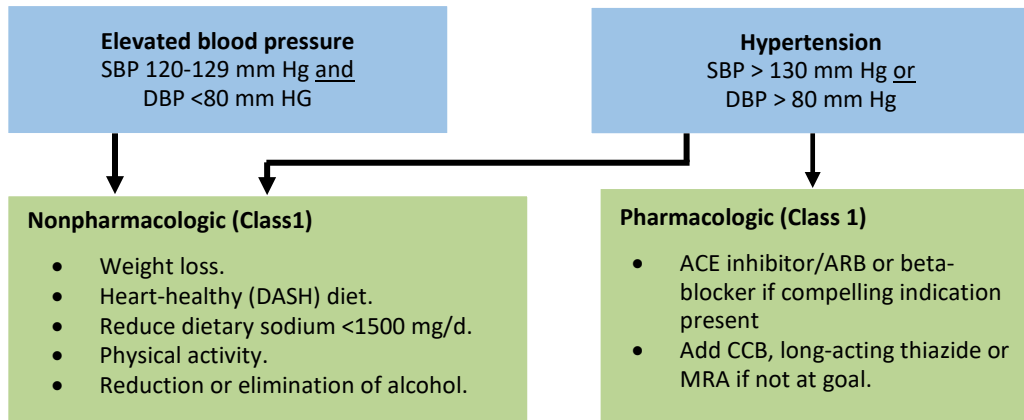 Elevated blood pressure
SBP 120-129 mm Hg and
DBP <80 mm HG
Hypertension
SBP > 130 mm Hg or
DBP > 80 mm Hg
Nonpharmacologic (Class1)
• Weight loss.
• Heart-healthy (DASH) diet.
• Reduce dietary sodium <1500 mg/d.
• Physical activity.
• Reduction or elimination of alcohol.
Pharmacologic (Class 1)
• ACE inhibitor/ARB or beta-
blocker if compelling indication
present
• Add CCB, long-acting thiazide or
MRA if not at goal.